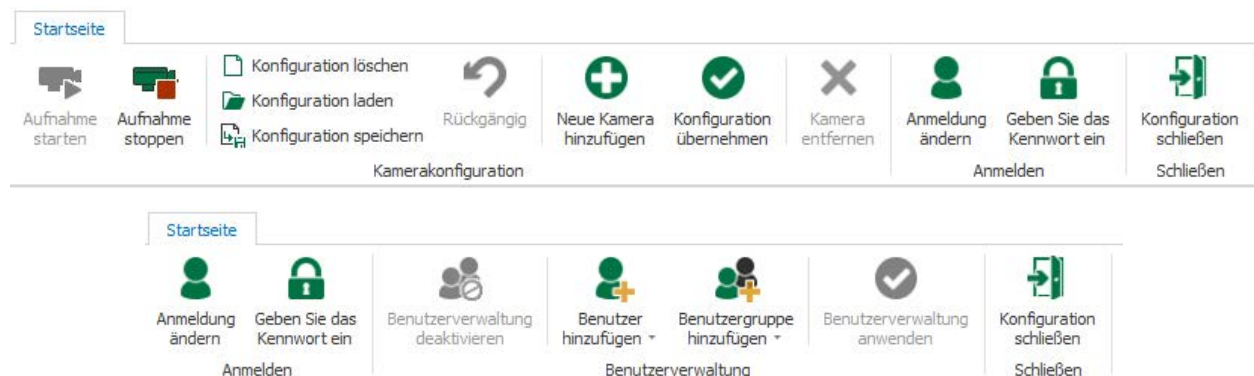 Startseite
Aufnahme starten
Aufnahme stoppen
Konfiguration löschen
Konfiguration laden
Konfiguration speichern
Rückgängig
Neue Kamera hinzufügen
Konfiguration übernehmen
Kamera entfernen
Anmeldung ändern
Geben Sie das Kennwort ein
Konfiguration schließen
Kamerakonfiguration
Anmelden
Schließen
Startseite
Anmeldung ändern
Geben Sie das Kennwort ein
Benutzerverwaltung deaktivieren
Benutzer hinzufügen
Benutzergruppe hinzufügen
Benutzerverwaltung anwenden
Konfiguration schließen
Anmelden
Benutzerverwaltung
Schließen